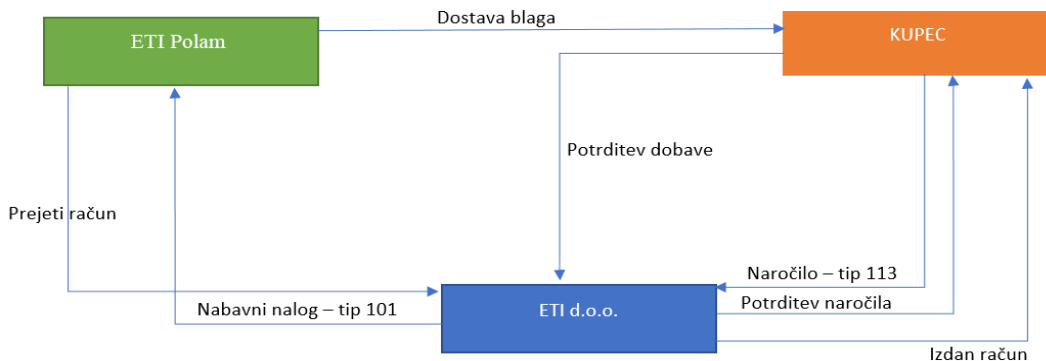 Dostava blaga
ETI Polam
KUPEC
Potrditev dobave
Prejeti račun
Naročilo – tip 113
Nabavni nalog – tip 101
ETI d.o.o.
Potrditev naročila
Izdan račun